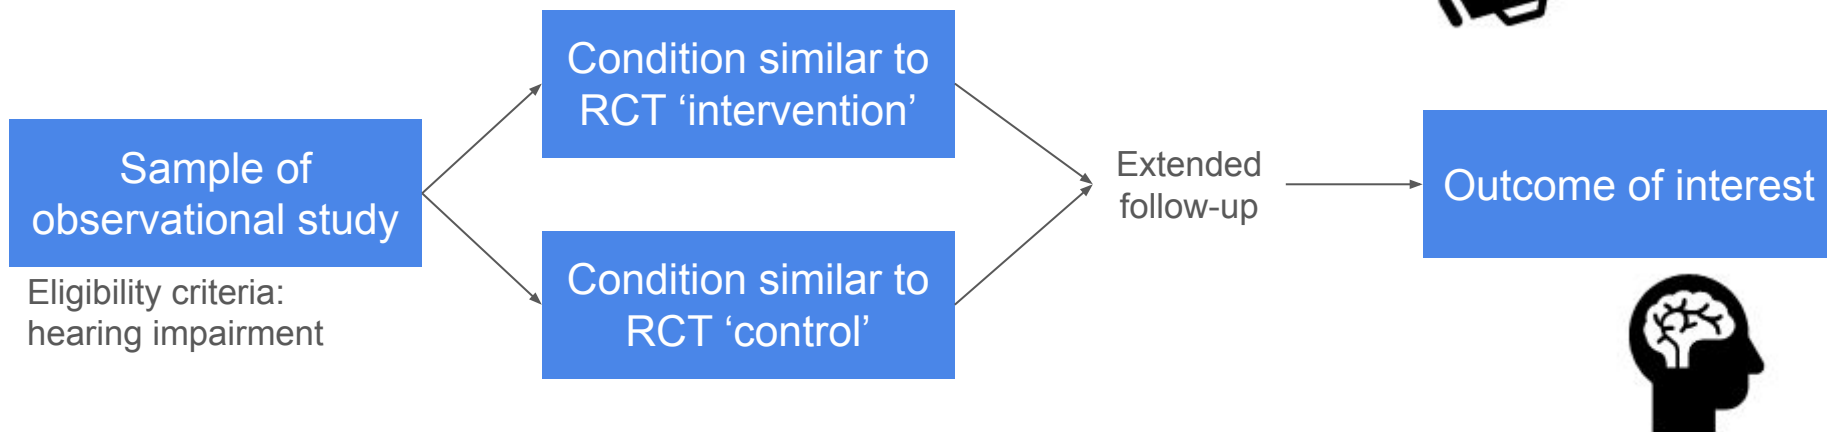 Sample of
observational study
Eligibility criteria:
hearing impairment
Condition similar to
RCT ‘intervention’
Condition similar to
RCT ‘control’
Extended
follow-up
Outcome of interest